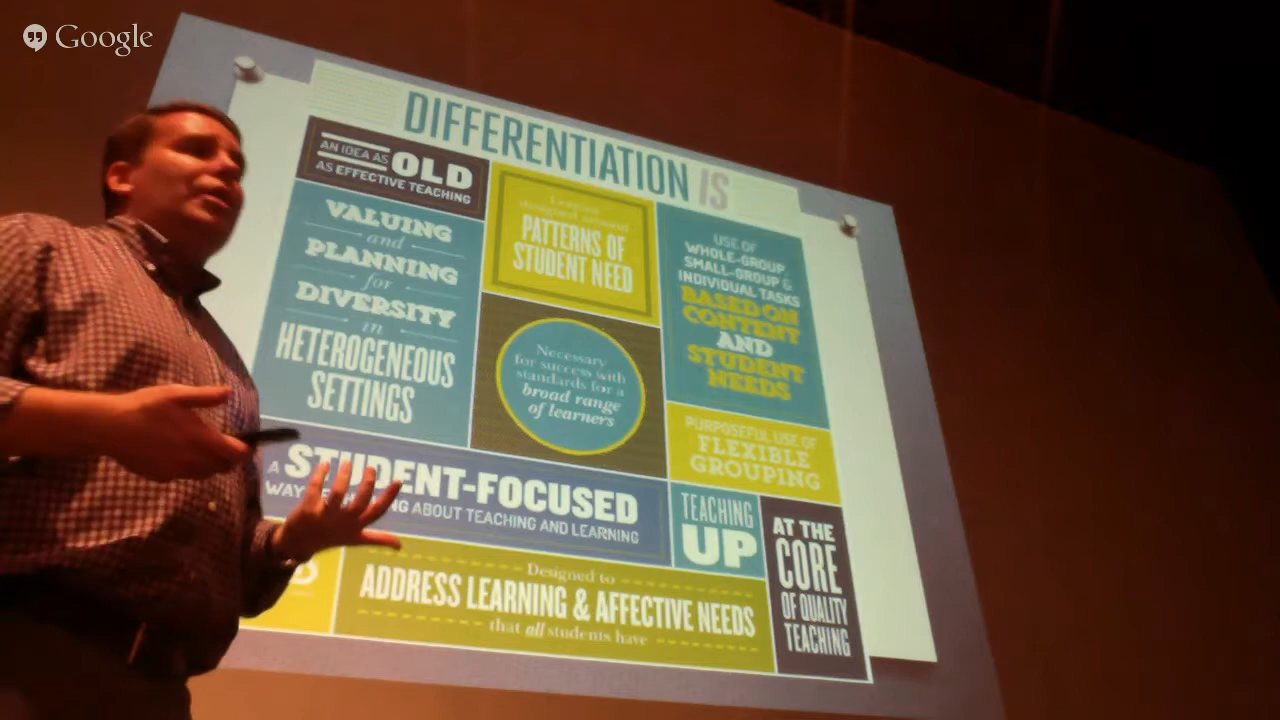 Google
DIFFERENTIATION IS
AN IDEA AS OLD
AS EFFECTIVE TEACHING
VALUING
and
PLANNING
for
DIVERSITY
in
HETEROGENEOUS
SETTINGS
Lessons
designed around
PATTERNS OF
STUDENT NEED
Necessary
for success with
standards for a
broad range
of learners
USE OF
WHOLE-GROUP,
SMALL-GROUP &
INDIVIDUAL TASKS
BASED ON
CONTENT
AND
STUDENT
NEEDS
PURPOSEFUL USE OF
FLEXIBLE
GROUPING
A STUDENT-FOCUSED
WAY ABOUT TEACHING AND LEARNING
TEACHING
UP
AT THE
CORE
OF QUALITY
TEACHING
Designed to
ADDRESS LEARNING & AFFECTIVE NEEDS
that all students have